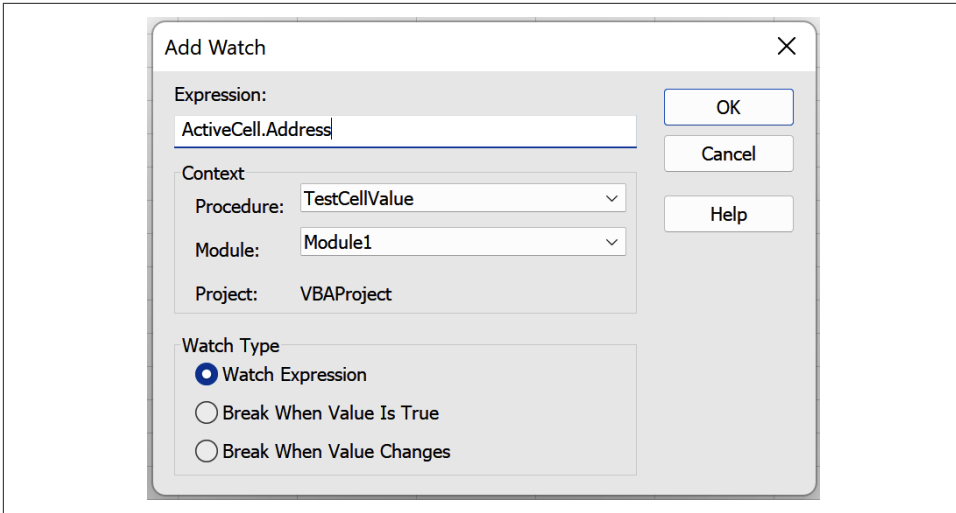 Add Watch
Expression:
ActiveCell.Address
OK
Cancel
Help
Context
Procedure: TestCellValue
Module: Module1
Project: VBAProject
Watch Type
Watch Expression
Break When Value Is True
Break When Value Changes